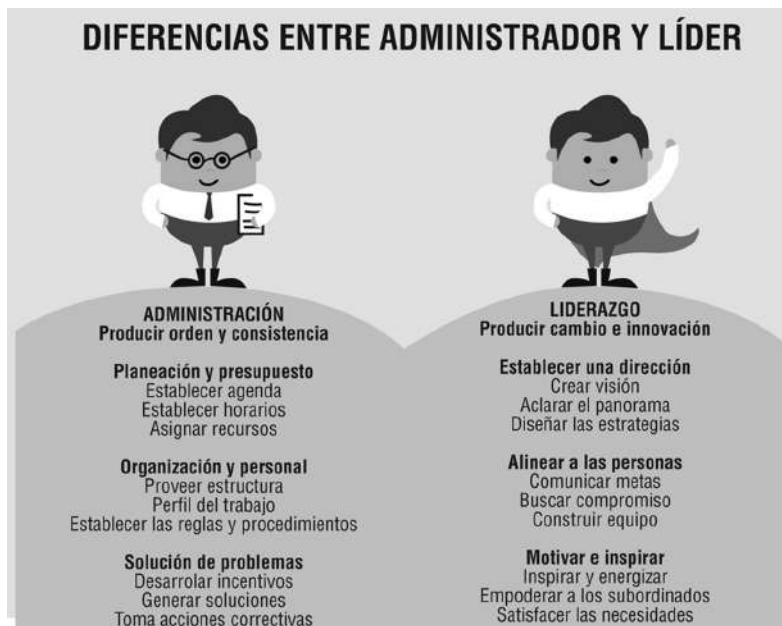 DIFERENCIAS ENTRE ADMINISTRADOR Y LÍDER
ADMINISTRACIÓN
Producir orden y consistencia
Planeación y presupuesto
Establecer agenda
Establecer horarios
Asignar recursos
Organización y personal
Proveer estructura
Perfil del trabajo
Establecer las reglas y procedimientos
Solución de problemas
Desarrolar incentivos
Generar soluciones
Toma acciones correctivas
LIDERAZGO
Producir cambio e innovación
Establecer una dirección
Crear visión
Aclarar el panorama
Diseñar las estrategias
Alinear a las personas
Comunicar metas
Buscar compromiso
Construir equipo
Motivar e inspirar
Inspirar y energizar
Empoderar a los subordinados
Satisfacer las necesidades